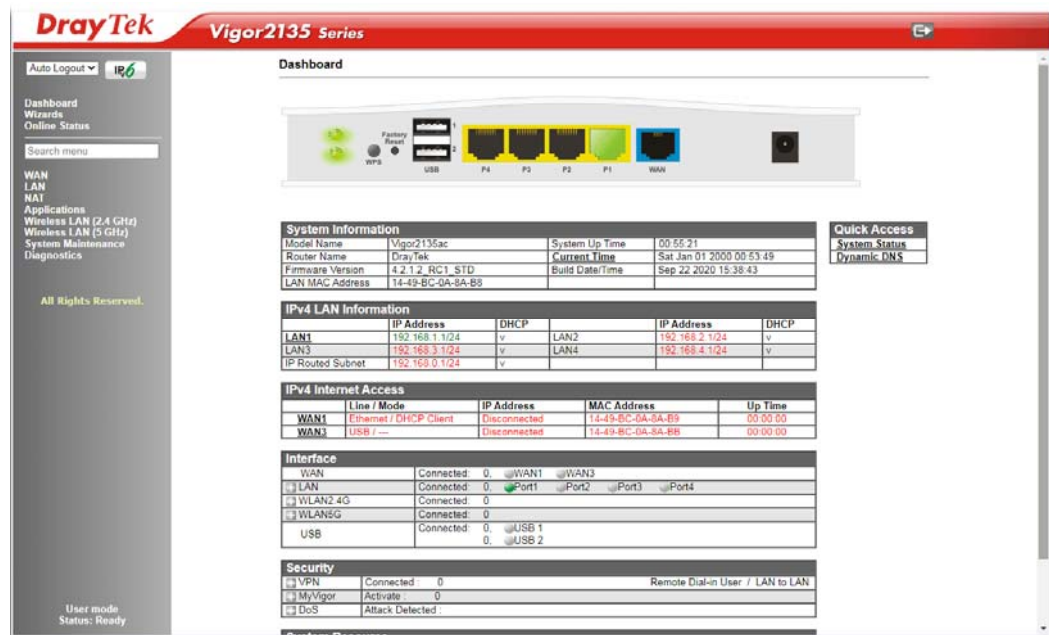 DrayTek Vigor2135 Series
Auto Logout IPv6
Dashboard
Wizards
Online Status
Search menu
WAN
LAN
NAT
Applications
Wireless LAN (2.4 GHz)
Wireless LAN (5 GHz)
System Maintenance
Diagnostics
All Rights Reserved.
User mode
Status: Ready
Dashboard
Factory Reset
WPS
1
2
USB P4 P3 P2 P1 WAN
System Information
Model Name Vigor2135ac System Up Time 00:55:21
Router Name DrayTek Current Time Sat Jan 01 2000 00:53:49
Firmware Version 4.2.1.2_RC1_STD Build Date/Time Sep 22 2020 15:38:43
LAN MAC Address 14-49-BC-0A-8A-B8
Quick Access
System Status
Dynamic DNS
IPv4 LAN Information
IP Address DHCP IP Address DHCP
LAN1 192.168.1.1/24 v LAN2 192.168.2.1/24 v
LAN3 192.168.3.1/24 v LAN4 192.168.4.1/24 v
IP Routed Subnet 192.168.0.1/24 v
IPv4 Internet Access
Line / Mode IP Address MAC Address Up Time
WAN1 Ethernet / DHCP Client Disconnected 14-49-BC-0A-8A-B9 00:00:00
WAN3 USB / --- Disconnected 14-49-BC-0A-8A-BB 00:00:00
Interface
WAN Connected: 0, WAN1 WAN3
LAN Connected: 0, Port1 Port2 Port3 Port4
WLAN2.4G Connected: 0
WLAN5G Connected: 0
USB Connected: 0, USB 1
0, USB 2
Security
VPN Connected : 0 Remote Dial-in User / LAN to LAN
MyVigor Activate : 0
DoS Attack Detected :
System Resource